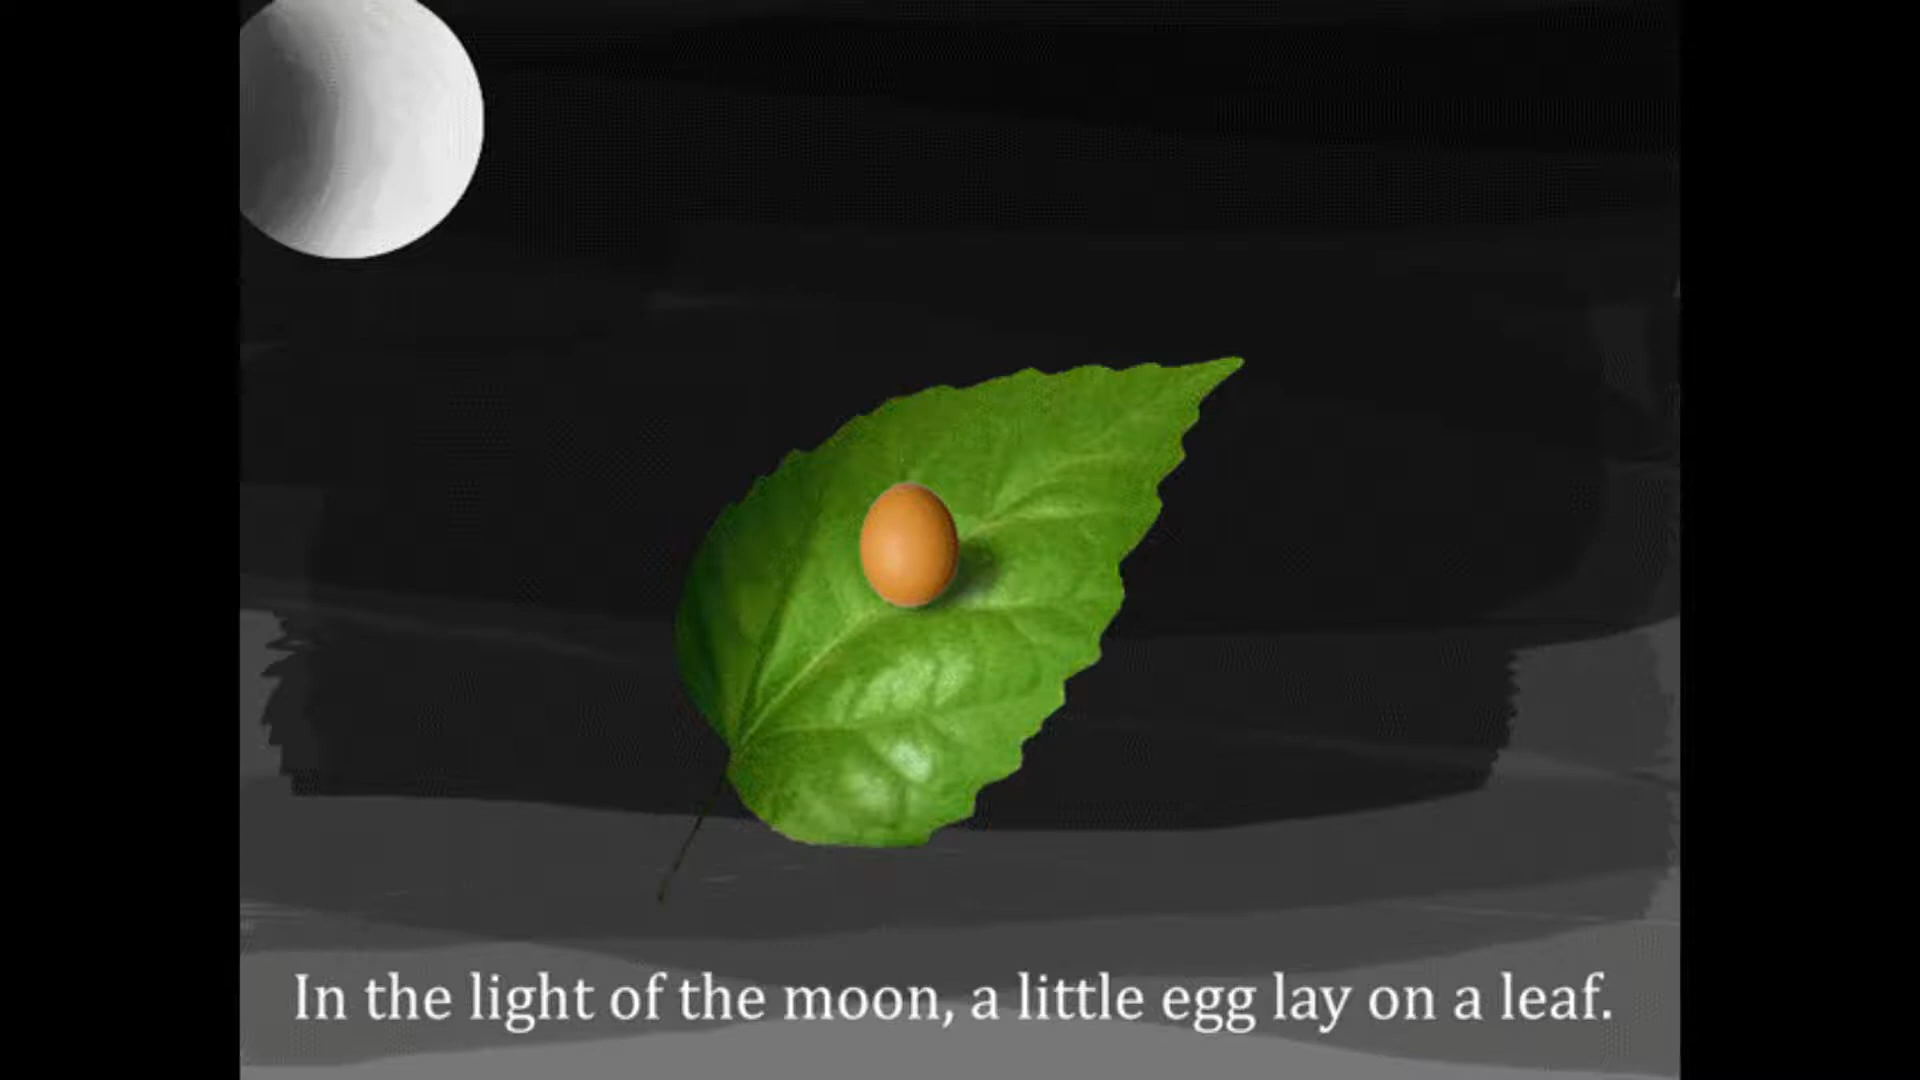 In the light of the moon, a little egg lay on a leaf.